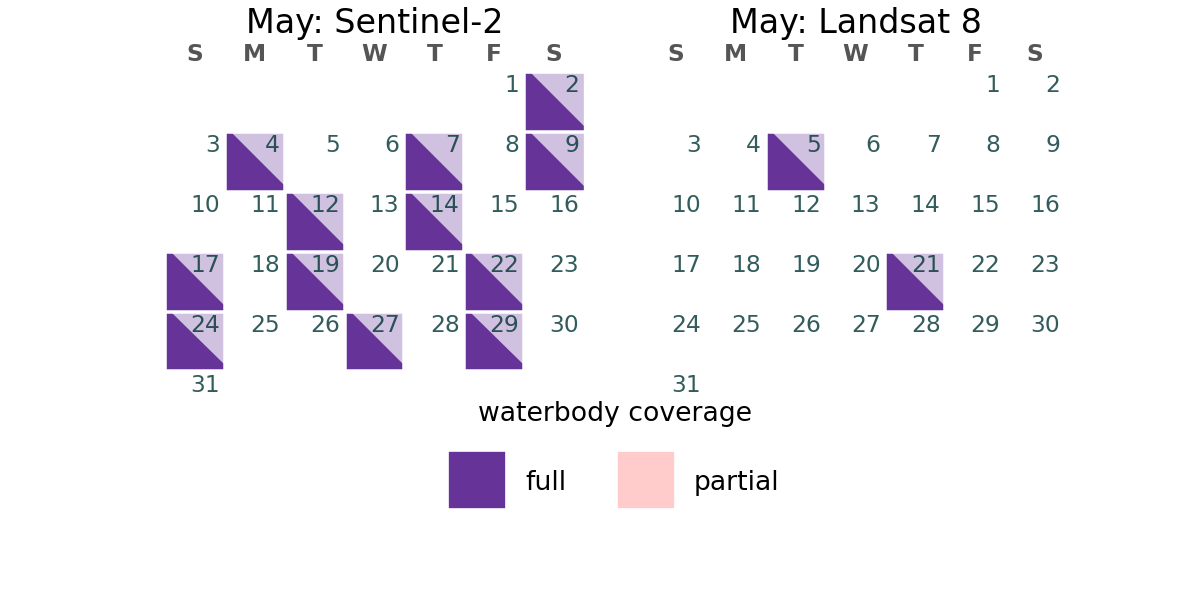 May: Sentinel-2
S M T W T F S
1 2
3 4 5 6 7 8 9
10 11 12 13 14 15 16
17 18 19 20 21 22 23
24 25 26 27 28 29 30
31
May: Landsat 8
S M T W T F S
1 2
3 4 5 6 7 8 9
10 11 12 13 14 15 16
17 18 19 20 21 22 23
24 25 26 27 28 29 30
31
waterbody coverage
full partial